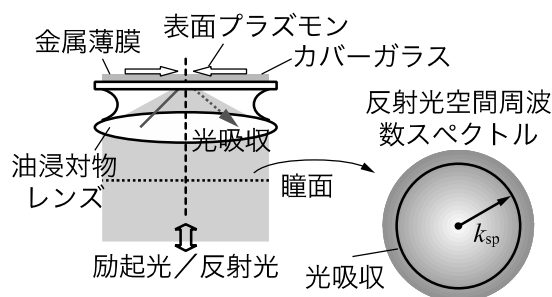 表面プラズモン
金属薄膜
カバーガラス
光吸収
油浸対物
レンズ
瞳面
励起光／反射光
反射光空間周波
数スペクトル
k_sp
光吸収